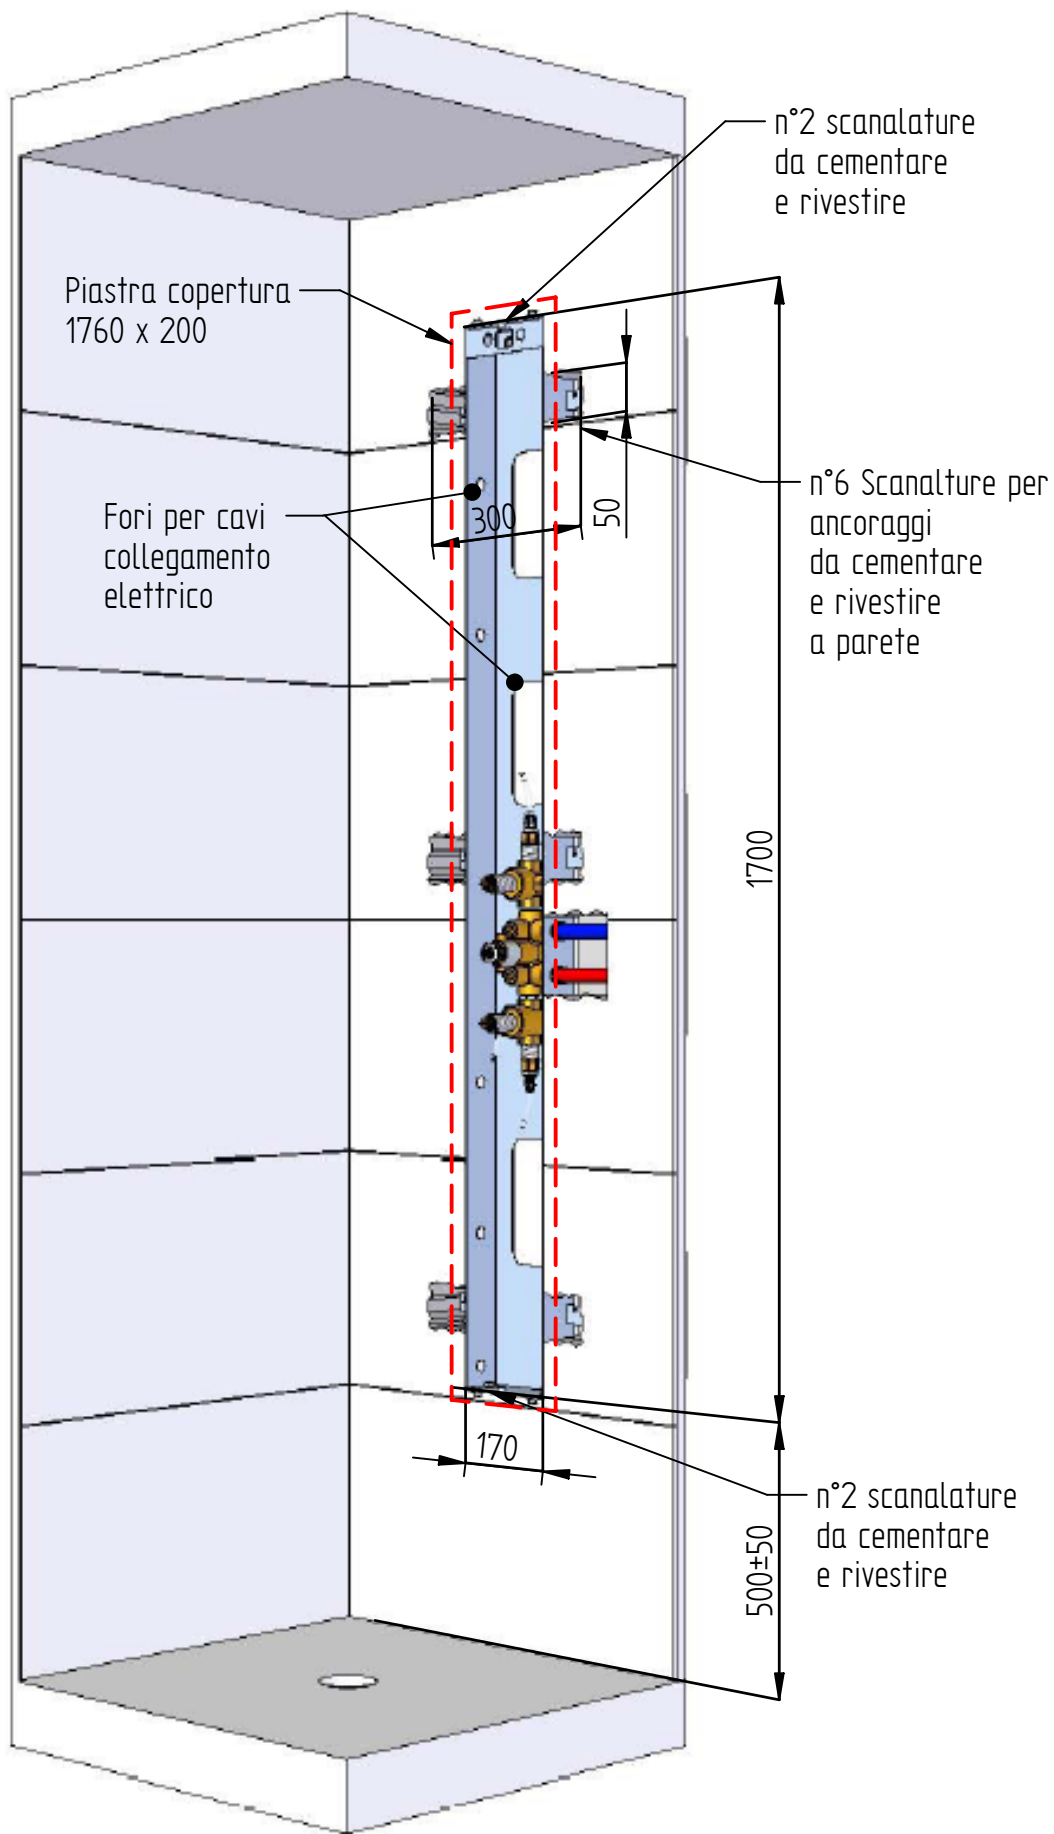 n°2 scanalature
da cementare
e rivestire
Piastra copertura
1760 x 200
n°6 Scanalture per
ancoraggi
da cementare
e rivestire
a parete
Fori per cavi
collegamento
elettrico
300
50
1700
170
n°2 scanalature
da cementare
e rivestire
500±50